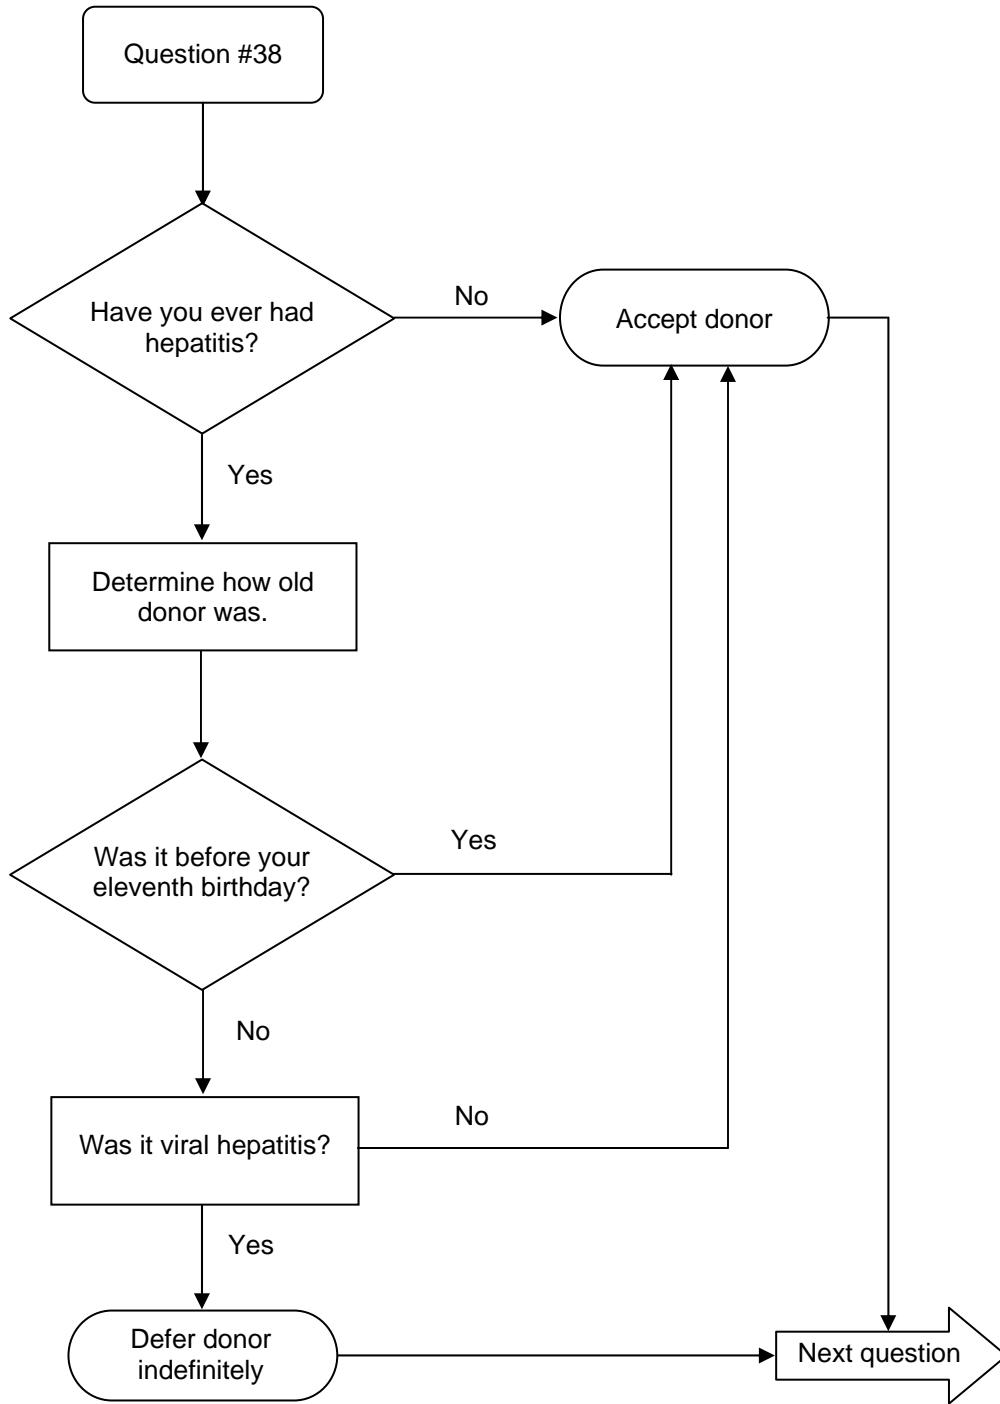 Question #38
Have you ever had
hepatitis?
No
Accept donor
Yes
Determine how old
donor was.
Was it before your
eleventh birthday?
Yes
No
Was it viral hepatitis?
No
Yes
Defer donor
indefinitely
Next question